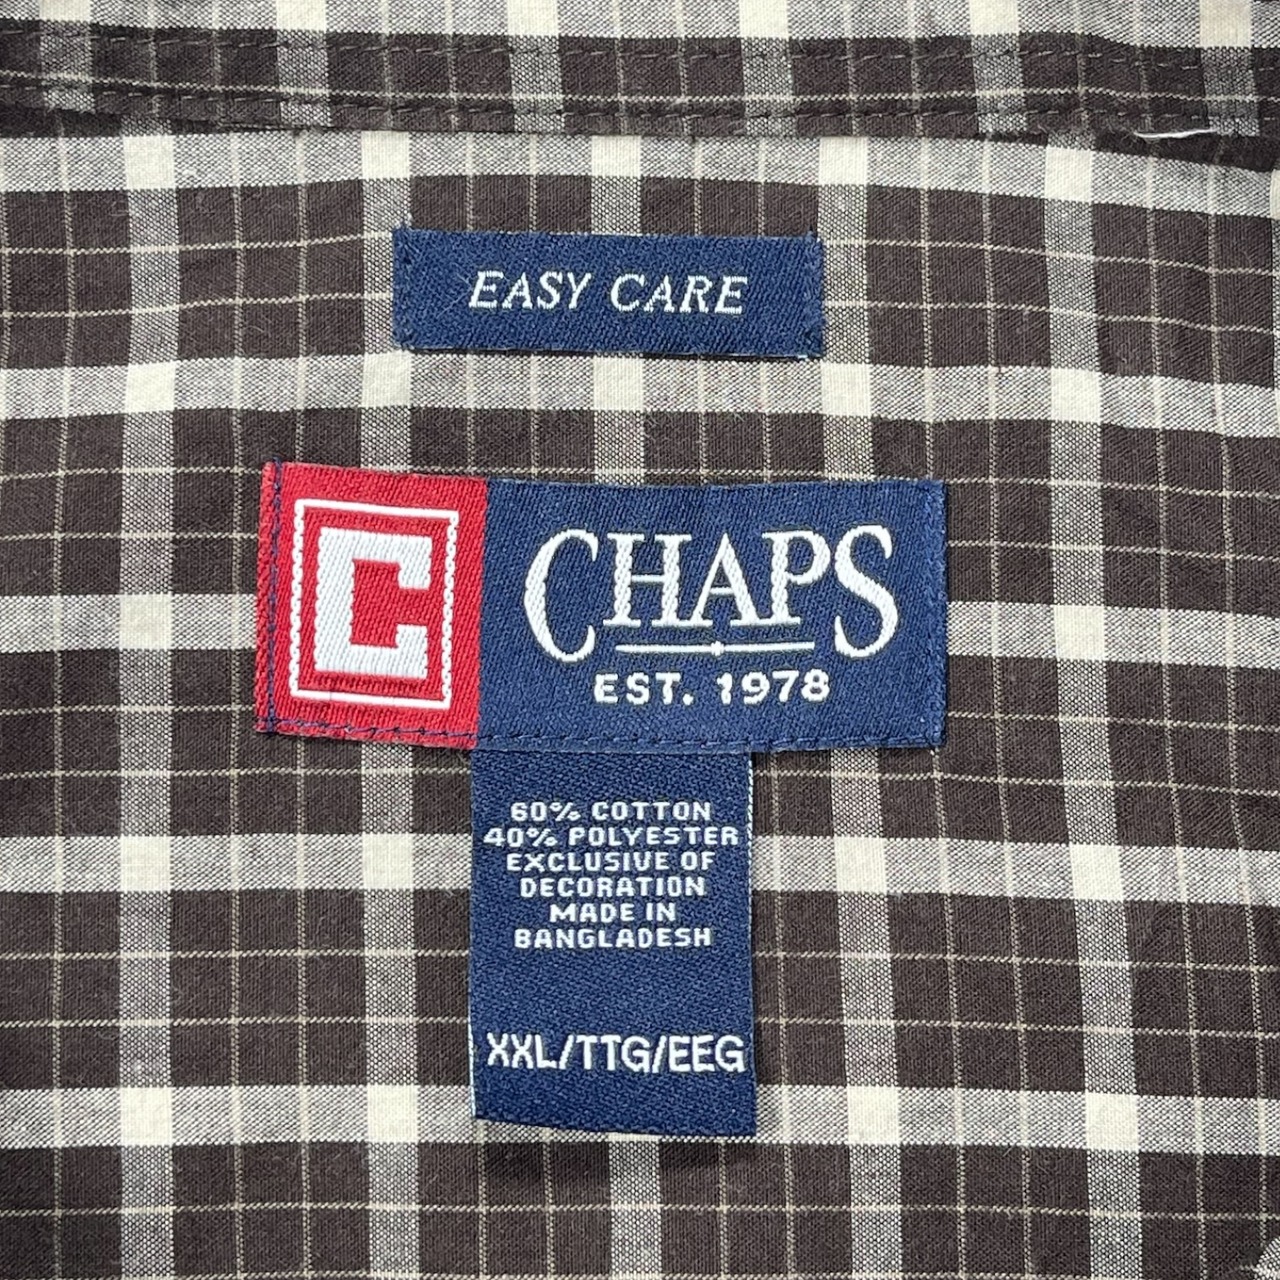 EASY CARE
C
CHAPS
EST. 1978
60% COTTON
40% POLYESTER
EXCLUSIVE OF
DECORATION
MADE IN
BANGLADESH
XXL/TTG/EEG